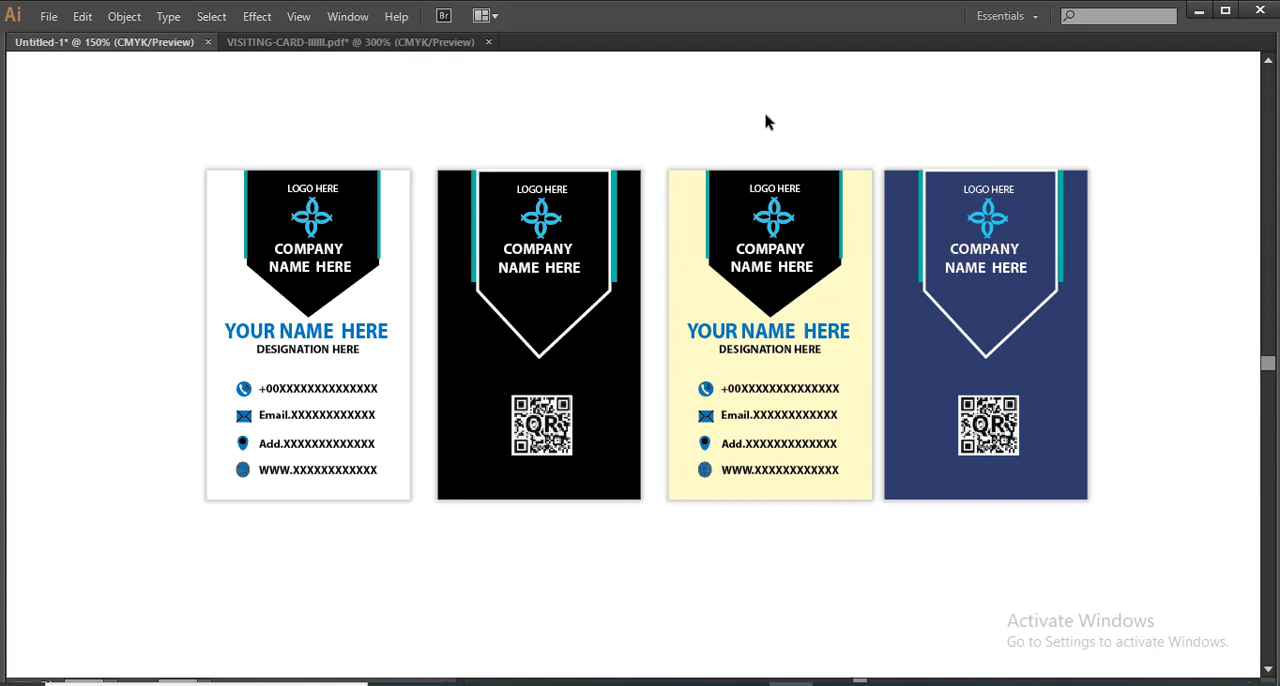 Ai File Edit Object Type Select Effect View Window Help Br Essentials
Untitled-1* @ 150% (CMYK/Preview) × VISITING-CARD-IIIIII.pdf* @ 300% (CMYK/Preview) ×
LOGO HERE
COMPANY
NAME HERE
YOUR NAME HERE
DESIGNATION HERE
+00XXXXXXXXXXXXXX
Email.XXXXXXXXXXXX
Add.XXXXXXXXXXXXX
WWW.XXXXXXXXXXXX
LOGO HERE
COMPANY
NAME HERE
QR
LOGO HERE
COMPANY
NAME HERE
YOUR NAME HERE
DESIGNATION HERE
+00XXXXXXXXXXXXXX
Email.XXXXXXXXXXXX
Add.XXXXXXXXXXXXX
WWW.XXXXXXXXXXXX
LOGO HERE
COMPANY
NAME HERE
QR
Activate Windows
Go to Settings to activate Windows.